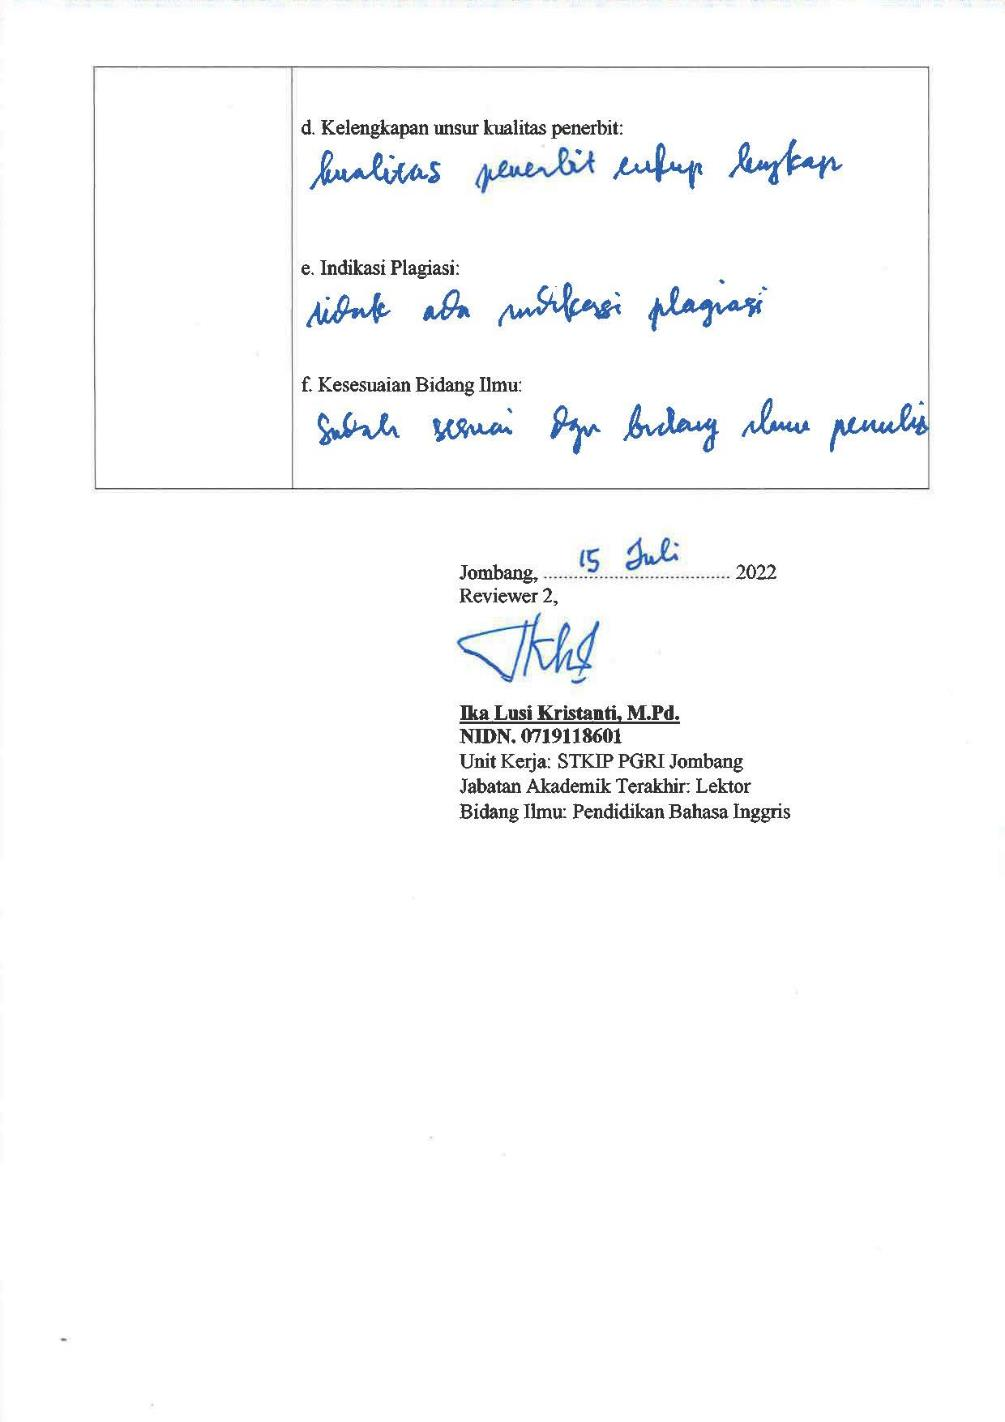 d. Kelengkapan unsur kualitas penerbit:
kualitas penerbit cukup lengkap
e. Indikasi Plagiasi:
tidak ada indikasi plagiasi
f. Kesesuaian Bidang Ilmu:
Sudah sesuai dgn bidang ilmu penulis
Jombang, 15 Juli 2022
Reviewer 2,
Ika Lusi Kristanti, M.Pd.
NIDN. 0719118601
Unit Kerja: STKIP PGRI Jombang
Jabatan Akademik Terakhir: Lektor
Bidang Ilmu: Pendidikan Bahasa Inggris